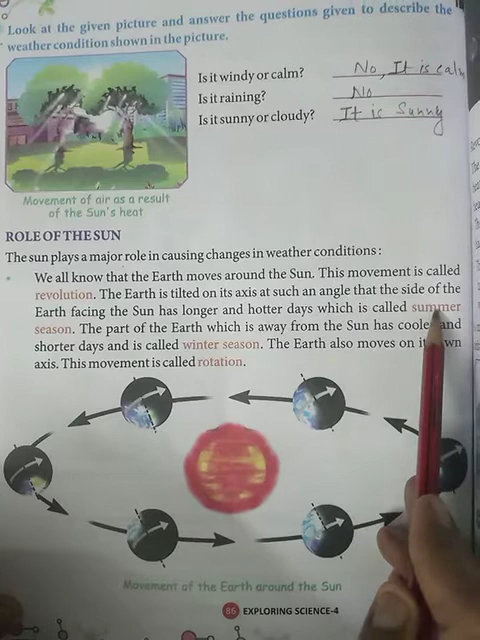 Look at the given picture and answer the questions given to describe the
weather condition shown in the picture.
Is it windy or calm? No, It is calm
Is it raining? No
Is it sunny or cloudy? It is Sunny
Movement of air as a result
of the Sun's heat
ROLE OF THE SUN
The sun plays a major role in causing changes in weather conditions :
We all know that the Earth moves around the Sun. This movement is called
revolution. The Earth is tilted on its axis at such an angle that the side of the
Earth facing the Sun has longer and hotter days which is called summer
season. The part of the Earth which is away from the Sun has cooler and
shorter days and is called winter season. The Earth also moves on its own
axis. This movement is called rotation.
Movement of the Earth around the Sun
86 EXPLORING SCIENCE-4